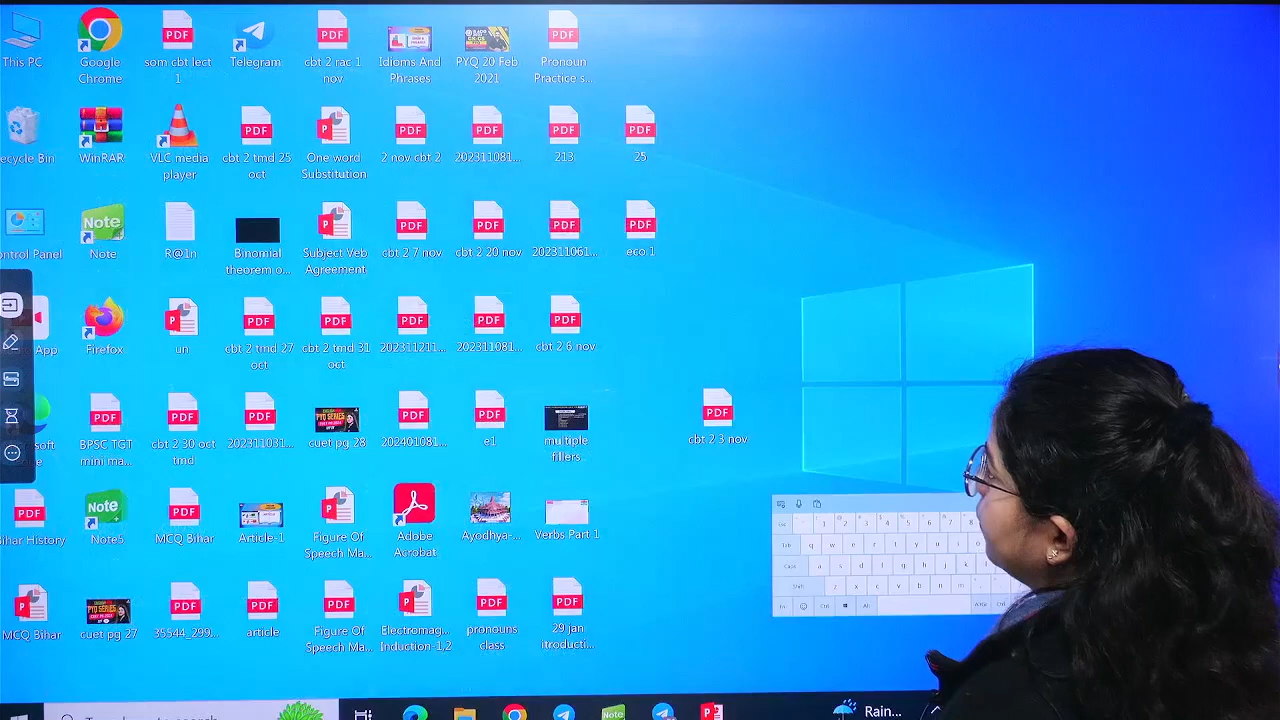 This PC
Google
Chrome
som cbt lect
1
Telegram
cbt 2 rac 1
nov
Idioms And
Phrases
PYQ 20 Feb
2021
Pronoun
Practice s...
ecycle Bin
WinRAR
VLC media
player
cbt 2 tmd 25
oct
One word
Substitution
2 nov cbt 2
202311081...
213
25
ontrol Panel
Note
R@1n
Binomial
theorem o...
Subject Veb
Agreement
cbt 2 7 nov
cbt 2 20 nov
202311061...
eco 1
App
Firefox
un
cbt 2 tmd 27
oct
cbt 2 tmd 31
oct
202311211...
202311081...
cbt 2 6 nov
soft
BPSC TGT
mini ma...
cbt 2 30 oct
tmd
202311031...
cuet pg 28
202401081...
e1
multiple
fillers
cbt 2 3 nov
Bihar History
Note5
MCQ Bihar
Article-1
Figure Of
Speech Ma...
Adobe
Acrobat
Ayodhya-...
Verbs Part 1
MCQ Bihar
cuet pg 27
35544_299...
article
Figure Of
Speech Ma...
Electromag...
Induction-1,2
pronouns
class
29 jan
itroducti...
Rain...